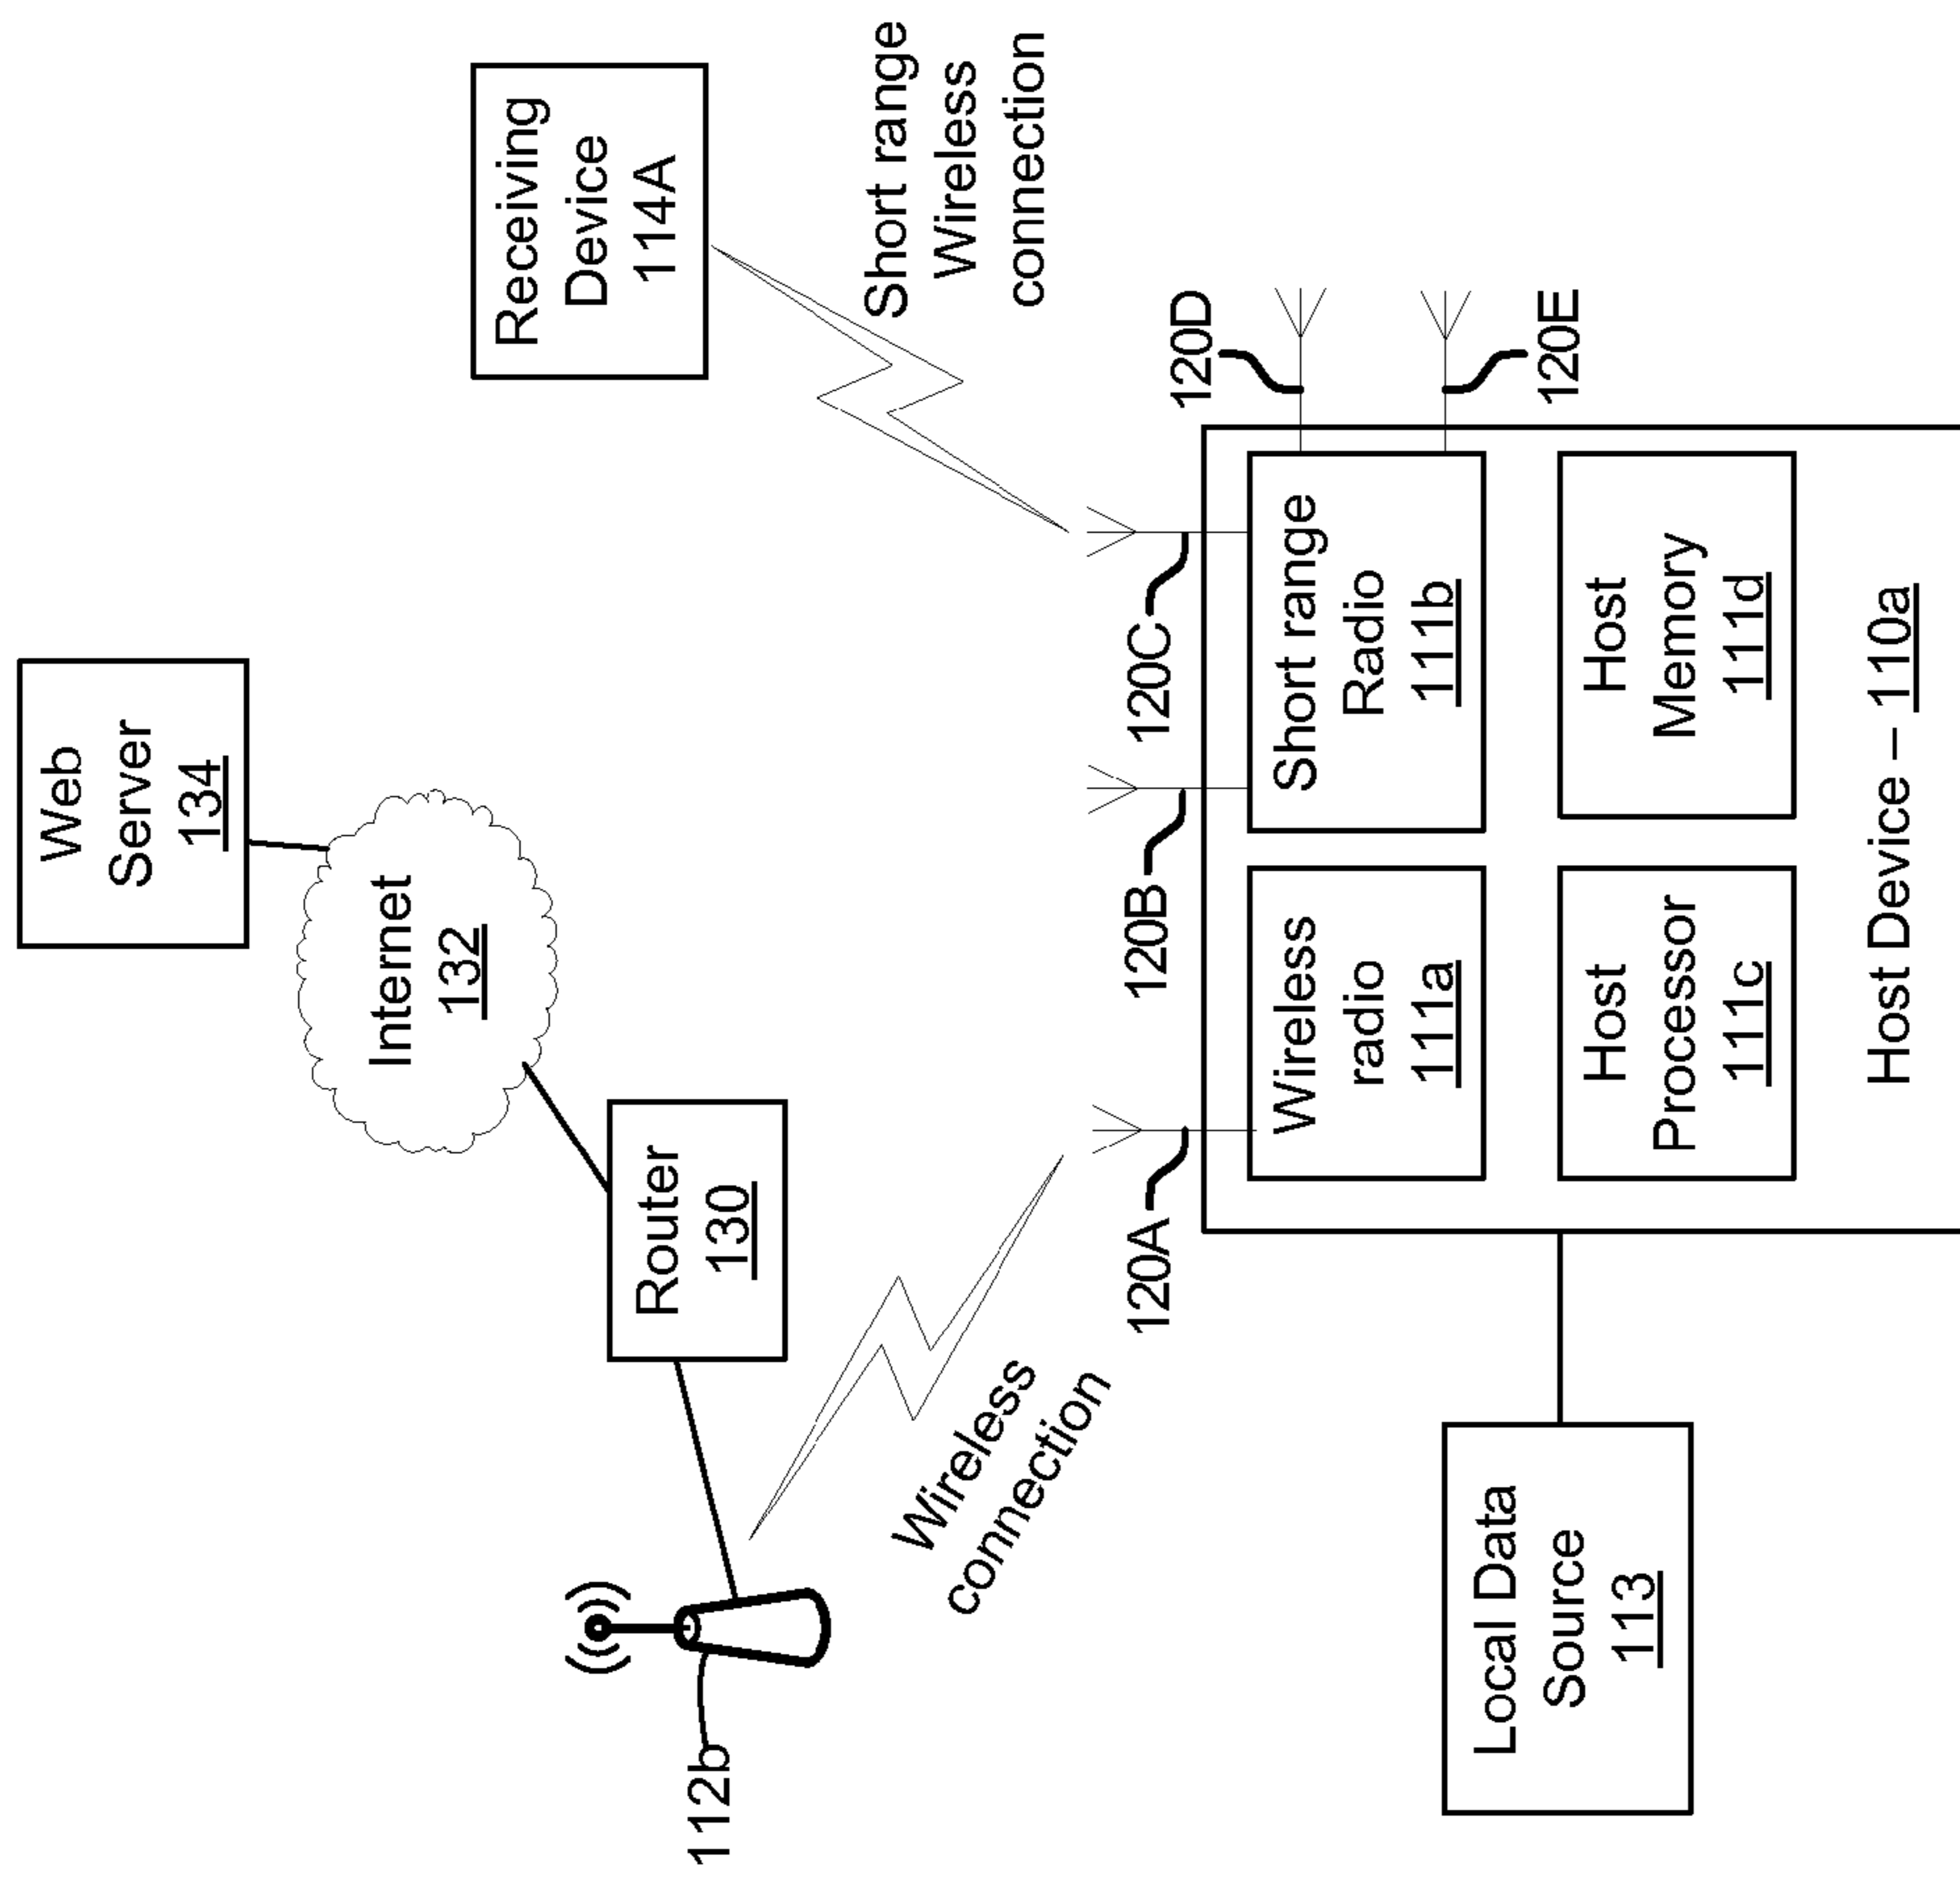 Web
Server
134
Internet
132
Router
130
112b
Wireless
connection
Receiving
Device
114A
Short range
Wireless
connection
120A
120B
120C
120D
120E
Wireless
radio
111a
Short range
Radio
111b
Host
Processor
111c
Host
Memory
111d
Host Device – 110a
Local Data
Source
113